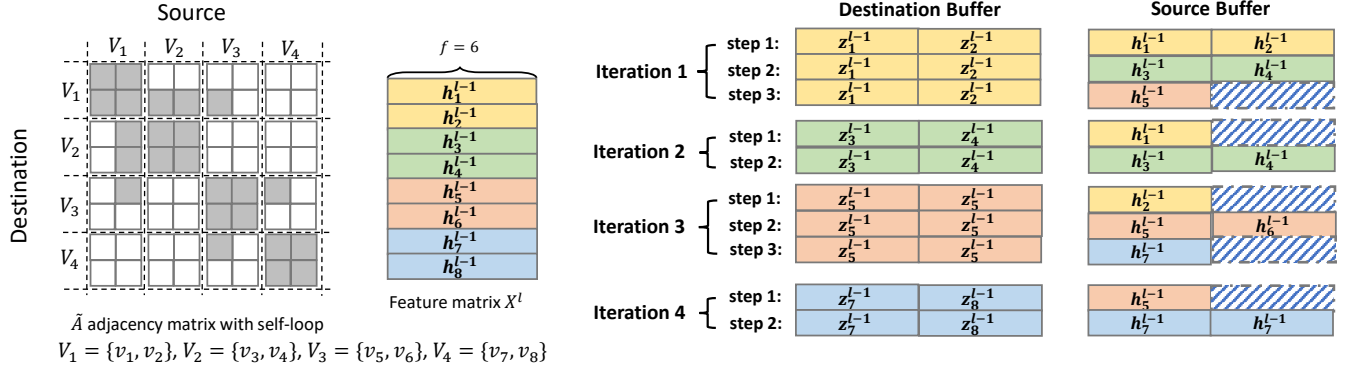 Source
V₁ V₂ V₃ V₄
Destination
V₁
V₂
V₃
V₄
Ã adjacency matrix with self-loop
V₁ = {v₁, v₂}, V₂ = {v₃, v₄}, V₃ = {v₅, v₆}, V₄ = {v₇, v₈}
f = 6
h₁^{l−1}
h₂^{l−1}
h₃^{l−1}
h₄^{l−1}
h₅^{l−1}
h₆^{l−1}
h₇^{l−1}
h₈^{l−1}
Feature matrix X^l
Destination Buffer Source Buffer
Iteration 1
step 1: z₁^{l−1} z₂^{l−1} h₁^{l−1} h₂^{l−1}
step 2: z₁^{l−1} z₂^{l−1} h₃^{l−1} h₄^{l−1}
step 3: z₁^{l−1} z₂^{l−1} h₅^{l−1}
Iteration 2
step 1: z₃^{l−1} z₄^{l−1} h₁^{l−1}
step 2: z₃^{l−1} z₄^{l−1} h₃^{l−1} h₄^{l−1}
Iteration 3
step 1: z₅^{l−1} z₅^{l−1} h₂^{l−1}
step 2: z₅^{l−1} z₅^{l−1} h₅^{l−1} h₆^{l−1}
step 3: z₅^{l−1} z₅^{l−1} h₇^{l−1}
Iteration 4
step 1: z₇^{l−1} z₈^{l−1} h₅^{l−1}
step 2: z₇^{l−1} z₈^{l−1} h₇^{l−1} h₇^{l−1}